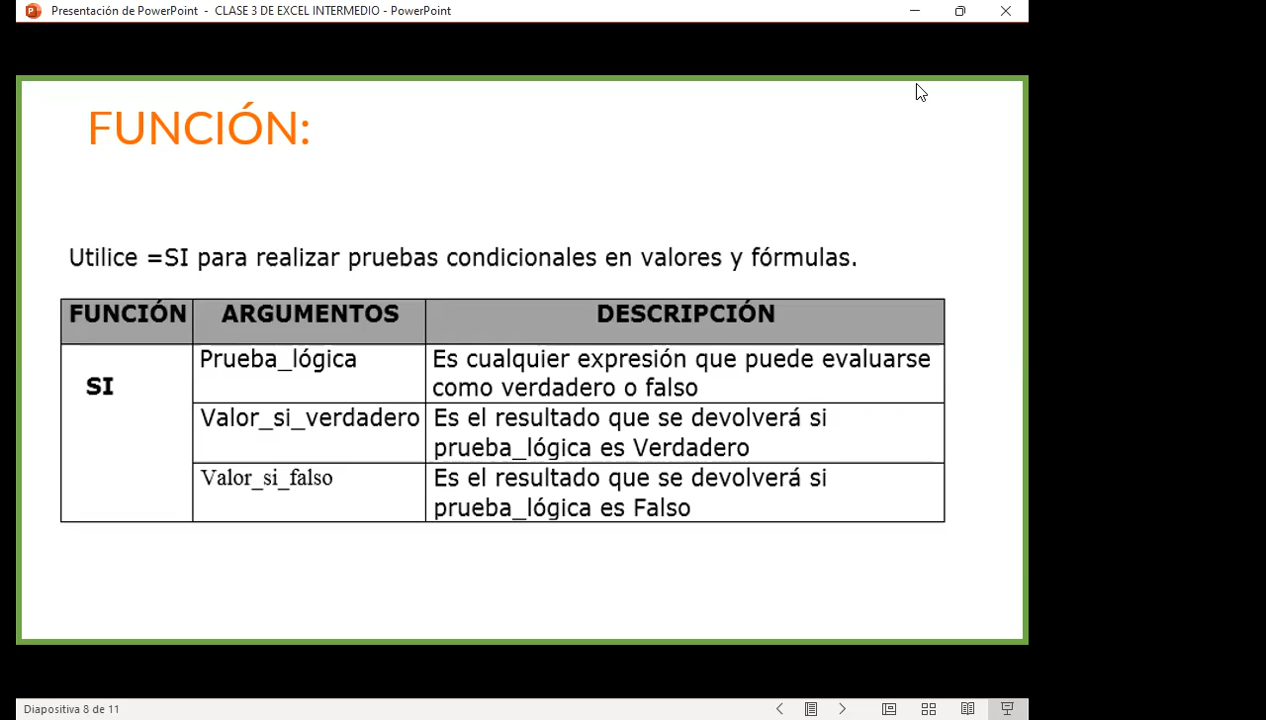 Presentación de PowerPoint - CLASE 3 DE EXCEL INTERMEDIO - PowerPoint
FUNCIÓN:
Utilice =SI para realizar pruebas condicionales en valores y fórmulas.
FUNCIÓN ARGUMENTOS DESCRIPCIÓN
SI
Prueba_lógica
Es cualquier expresión que puede evaluarse
como verdadero o falso
Valor_si_verdadero
Es el resultado que se devolverá si
prueba_lógica es Verdadero
Valor_si_falso
Es el resultado que se devolverá si
prueba_lógica es Falso
Diapositiva 8 de 11